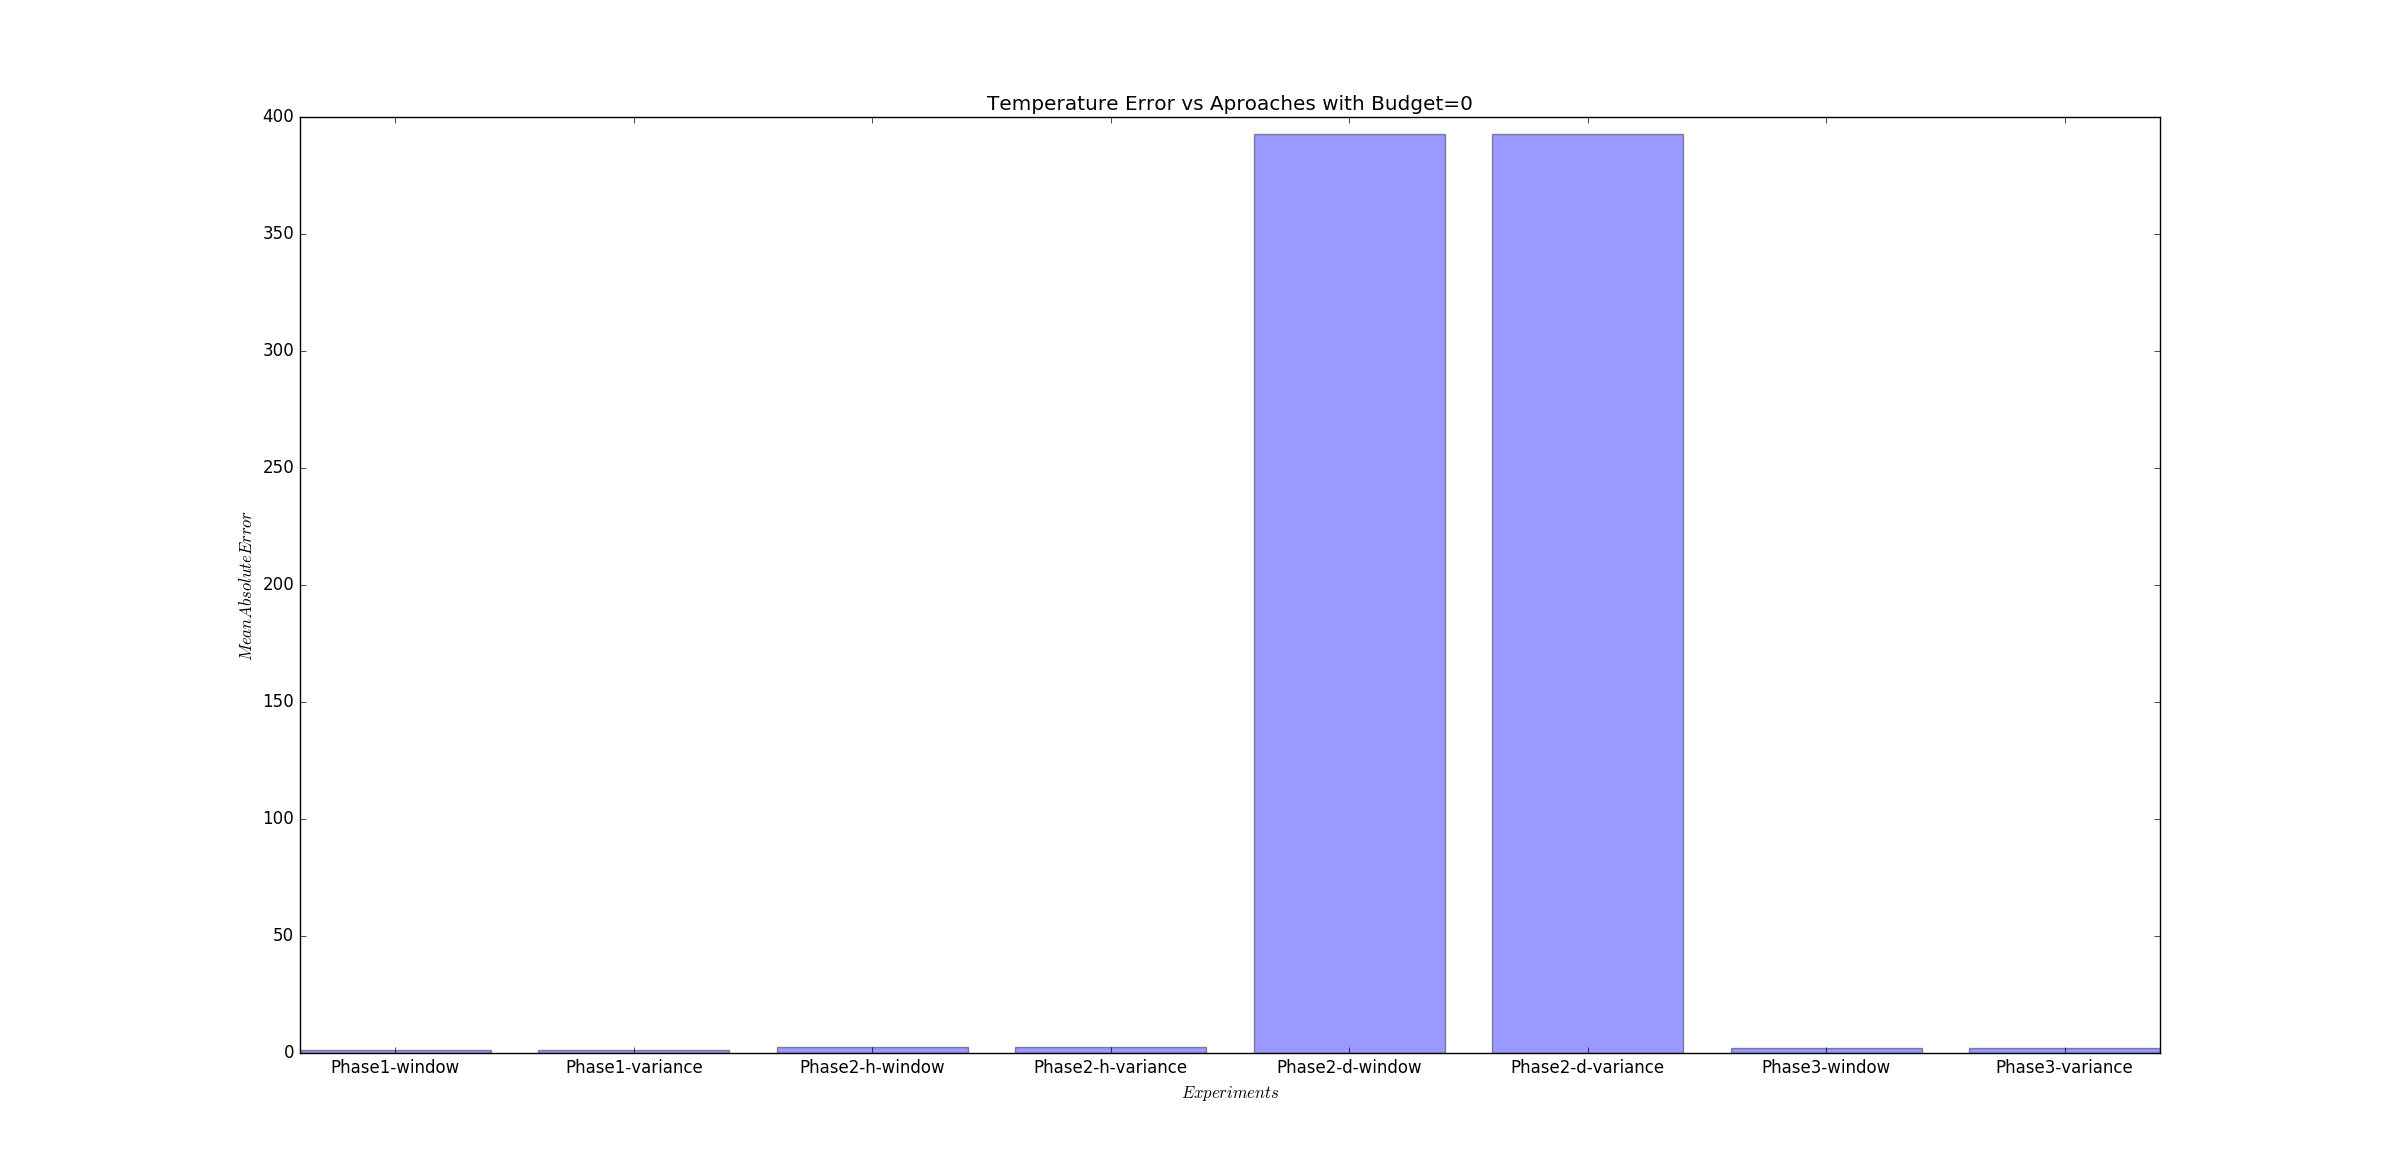 Temperature Error vs Aproaches with Budget=0
400
350
300
250
200
150
100
50
0
MeanAbsoluteError
Phase1-window Phase1-variance Phase2-h-window Phase2-h-variance Phase2-d-window Phase2-d-variance Phase3-window Phase3-variance
Experiments